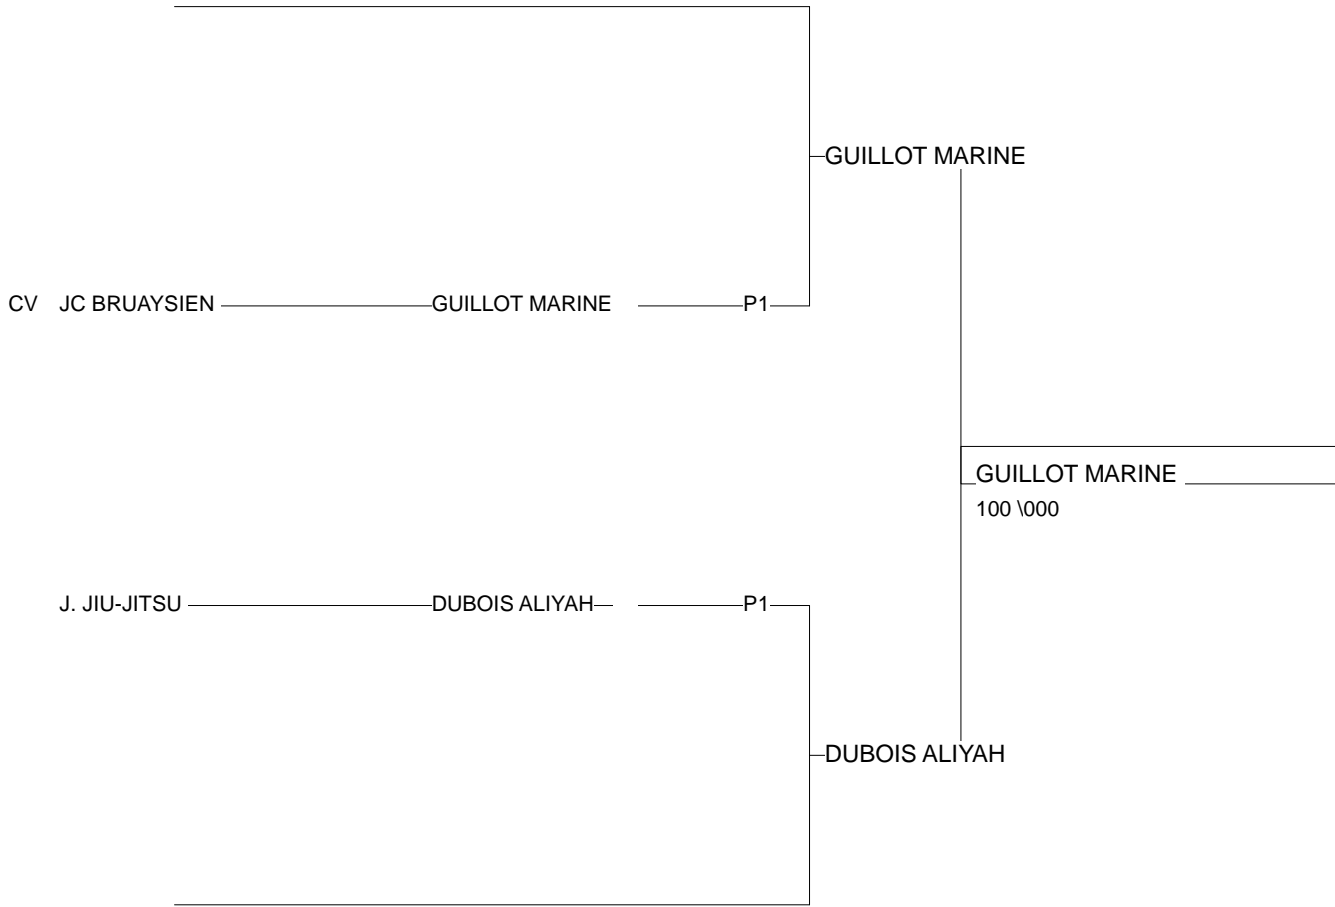 GUILLOT MARINE
CV JC BRUAYSIEN GUILLOT MARINE P1
GUILLOT MARINE
100 \000
J. JIU-JITSU DUBOIS ALIYAH P1
DUBOIS ALIYAH